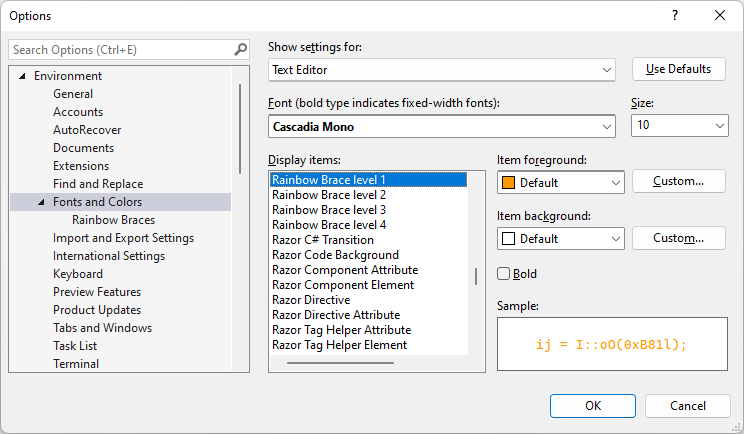 Options
Search Options (Ctrl+E)
Environment
General
Accounts
AutoRecover
Documents
Extensions
Find and Replace
Fonts and Colors
Rainbow Braces
Import and Export Settings
International Settings
Keyboard
Preview Features
Product Updates
Tabs and Windows
Task List
Terminal
Show settings for:
Text Editor
Use Defaults
Font (bold type indicates fixed-width fonts):
Size:
Cascadia Mono
10
Display items:
Rainbow Brace level 1
Rainbow Brace level 2
Rainbow Brace level 3
Rainbow Brace level 4
Razor C# Transition
Razor Code Background
Razor Component Attribute
Razor Component Element
Razor Directive
Razor Directive Attribute
Razor Tag Helper Attribute
Razor Tag Helper Element
Item foreground:
Default
Custom...
Item background:
Default
Custom...
Bold
Sample:
ij = I::oO(0xB81l);
OK
Cancel